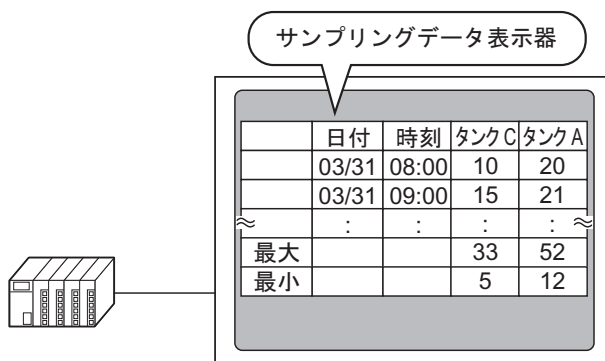 サンプリングデータ表示器
日付 時刻 タンクC タンクA
03/31 08:00 10 20
03/31 09:00 15 21
: : : :
最大 33 52
最小 5 12